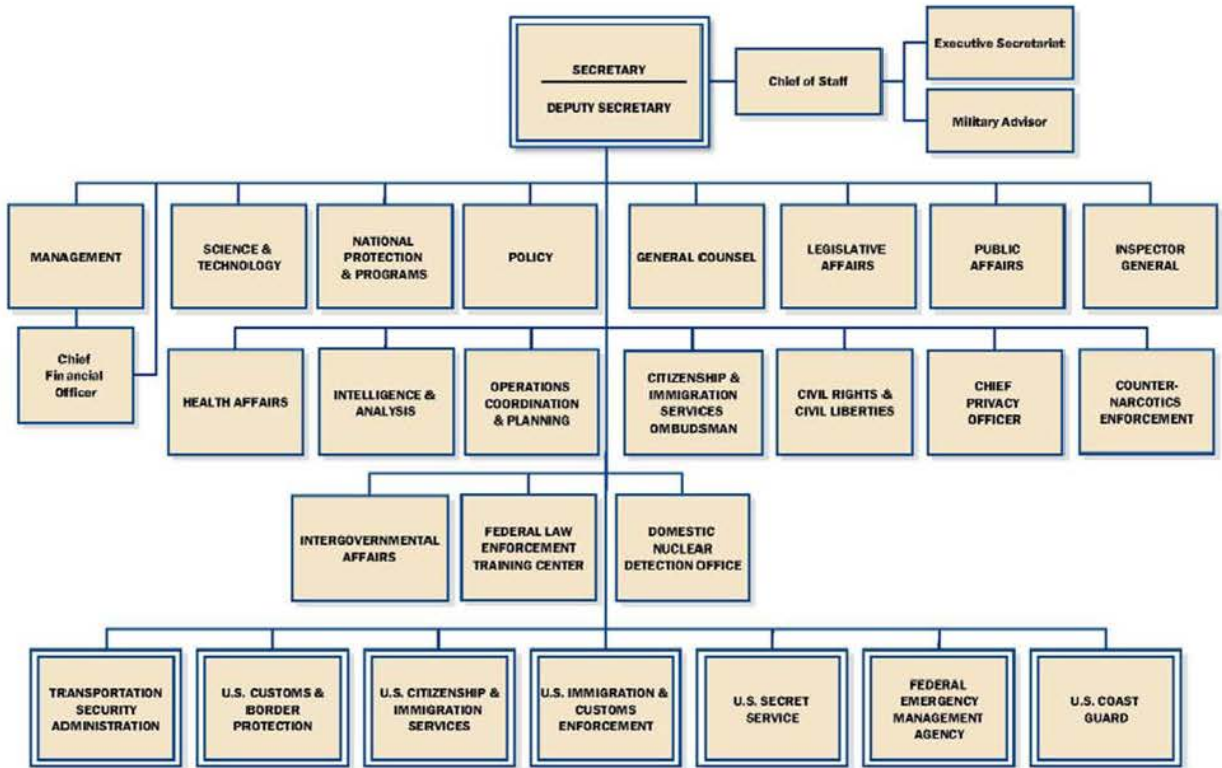 SECRETARY
DEPUTY SECRETARY
Chief of Staff
Executive Secretariat
Military Advisor
MANAGEMENT
SCIENCE &
TECHNOLOGY
NATIONAL
PROTECTION
& PROGRAMS
POLICY
GENERAL COUNSEL
LEGISLATIVE
AFFAIRS
PUBLIC
AFFAIRS
INSPECTOR
GENERAL
Chief
Financial
Officer
HEALTH AFFAIRS
INTELLIGENCE &
ANALYSIS
OPERATIONS
COORDINATION
& PLANNING
CITIZENSHIP &
IMMIGRATION
SERVICES
OMBUDSMAN
CIVIL RIGHTS &
CIVIL LIBERTIES
CHIEF
PRIVACY
OFFICER
COUNTER-
NARCOTICS
ENFORCEMENT
INTERGOVERNMENTAL
AFFAIRS
FEDERAL LAW
ENFORCEMENT
TRAINING CENTER
DOMESTIC
NUCLEAR
DETECTION OFFICE
TRANSPORTATION
SECURITY
ADMINISTRATION
U.S. CUSTOMS &
BORDER
PROTECTION
U.S. CITIZENSHIP &
IMMIGRATION
SERVICES
U.S. IMMIGRATION &
CUSTOMS
ENFORCEMENT
U.S. SECRET
SERVICE
FEDERAL
EMERGENCY
MANAGEMENT
AGENCY
U.S. COAST
GUARD